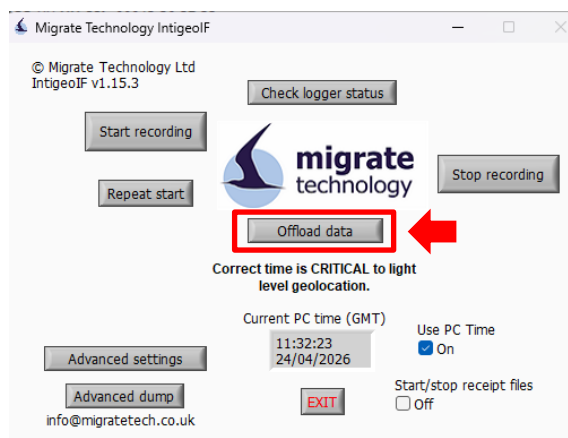 Migrate Technology IntigeoIF
© Migrate Technology Ltd
IntigeoIF v1.15.3
Check logger status
Start recording
migrate
technology
Stop recording
Repeat start
Offload data
Correct time is CRITICAL to light
level geolocation.
Current PC time (GMT)
11:32:23
24/04/2026
Use PC Time
On
Advanced settings
Advanced dump
EXIT
Start/stop receipt files
Off
info@migratetech.co.uk